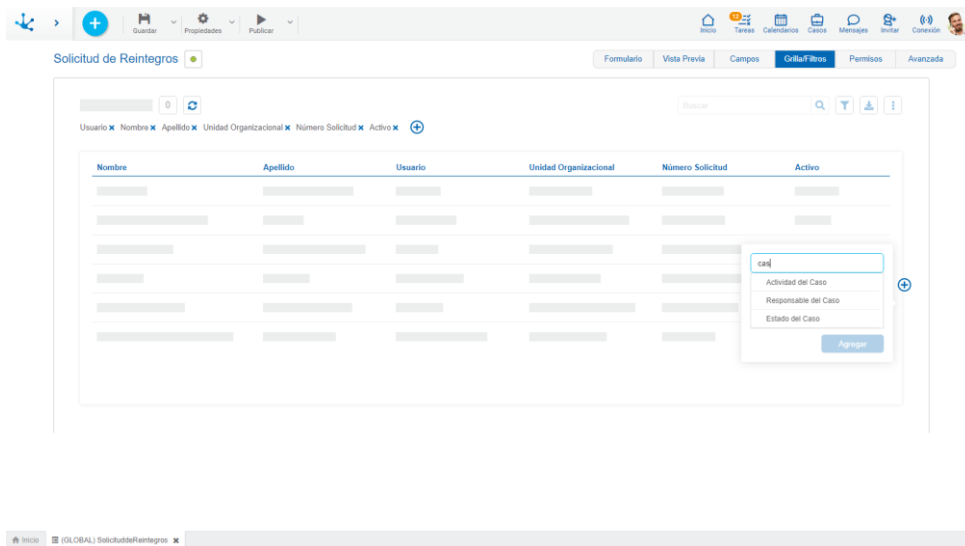 Guardar Propiedades Publicar
Inicio 12 Tareas Calendarios Casos Mensajes Invitar Conexión
Solicitud de Reintegros
Formulario Vista Previa Campos Grilla/Filtros Permisos Avanzada
0
Buscar
Usuario Nombre Apellido Unidad Organizacional Número Solicitud Activo
Nombre Apellido Usuario Unidad Organizacional Número Solicitud Activo
cas
Actividad del Caso
Responsable del Caso
Estado del Caso
Agregar
Inicio (GLOBAL) SolicituddeReintegros